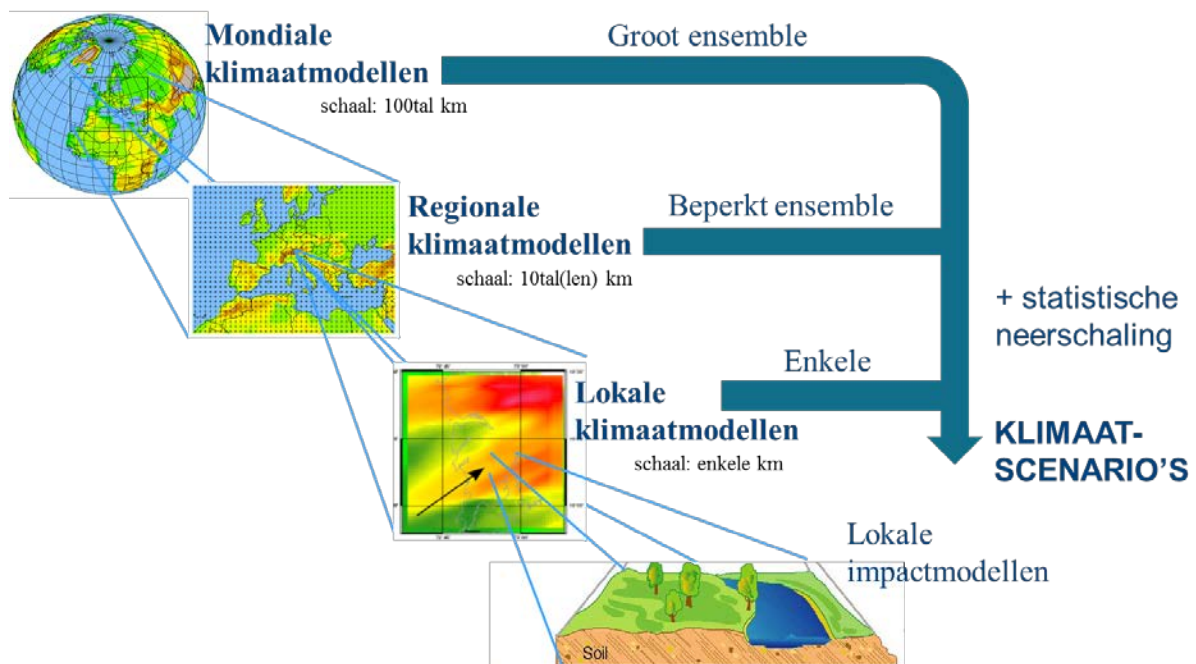 Mondiale
klimaatmodellen
schaal: 100tal km
Groot ensemble
Regionale
klimaatmodellen
schaal: 10tal(len) km
Beperkt ensemble
+ statistische
neerschaling
Enkele
Lokale
klimaatmodellen
schaal: enkele km
KLIMAAT-
SCENARIO'S
Lokale
impactmodellen
Soil